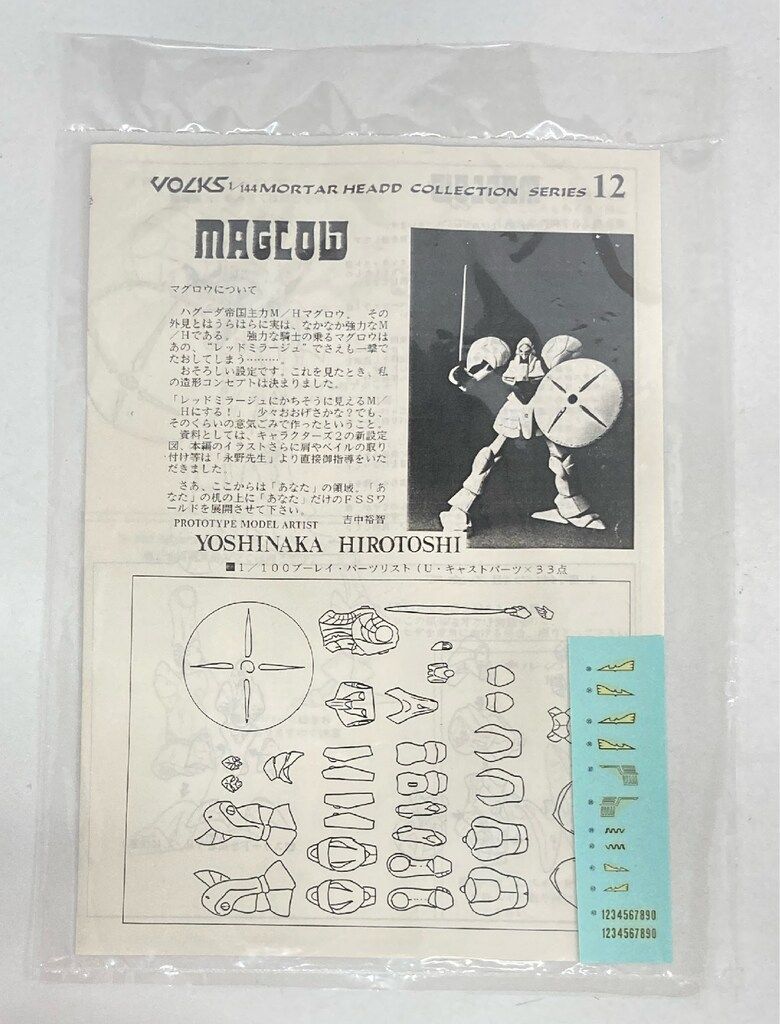 VOLKS 1/144 MORTAR HEADD COLLECTION SERIES 12
MAGLOW
マグロウについて
ハグーダ帝国主力M/Hマグロウ。 その
外見とはうらはらに実は、なかなか強力なM
/Hである。 強力な騎士の乗るマグロウは
あの、“レッドミラージュ”でさえも一撃で
たおしてしまう………。
おそろしい設定です。これを見たとき、私
の造形コンセプトは決まりました。
「レッドミラージュにかちそうに見えるM/
Hにする!」 少々おおげさかな?でも、
そのくらいの意気ごみで作ったということ。
資料としては、キャラクターズ2の新設定
図、本編のイラストさらに肩やベイルの取り
付け等は「永野先生」より直接御指導をいた
だきました。
さあ、ここからは「あなた」の領域。「あ
なた」の机の上に「あなた」だけのFSSワ
ールドを展開させて下さい。
PROTOTYPE MODEL ARTIST 吉中裕智
YOSHINAKA HIROTOSHI
■1/100ブーレイ・パーツリスト(U・キャストパーツ×33点
1234567890
1234567890